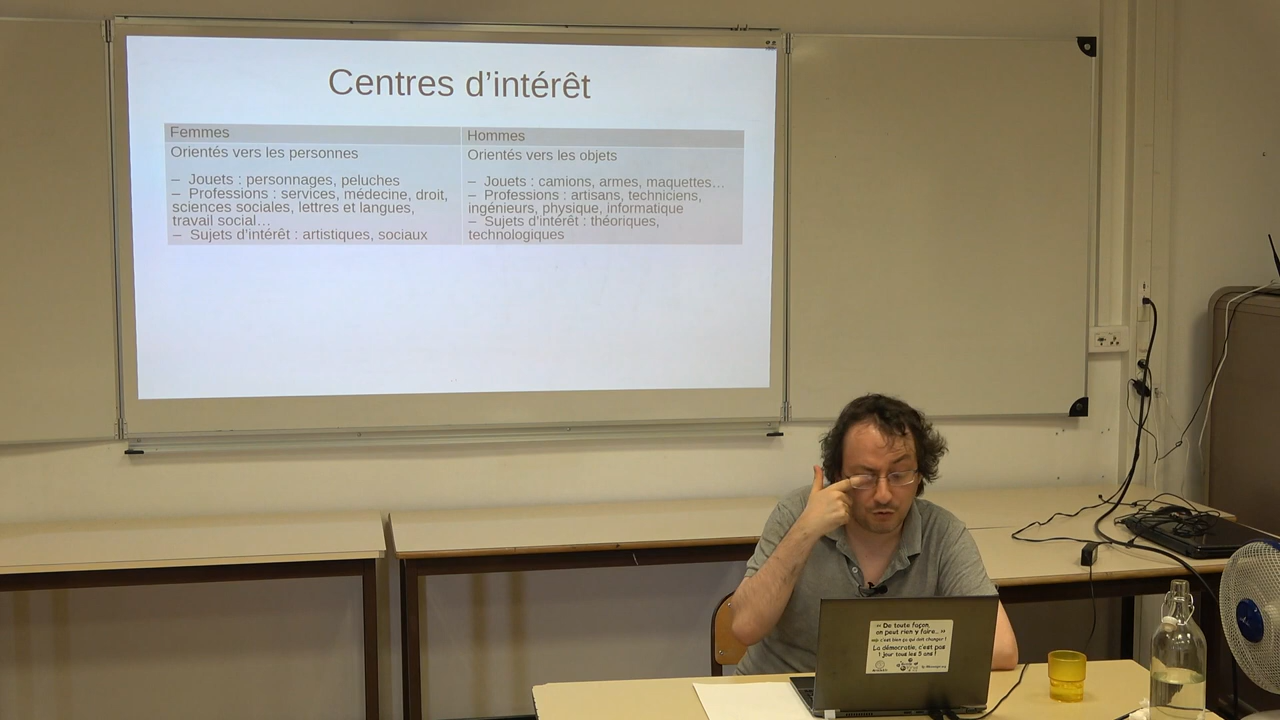 Centres d’intérêt
Femmes
Orientés vers les personnes
– Jouets : personnages, peluches
– Professions : services, médecine, droit,
sciences sociales, lettres et langues,
travail social…
– Sujets d’intérêt : artistiques, sociaux
Hommes
Orientés vers les objets
– Jouets : camions, armes, maquettes…
– Professions : artisans, techniciens,
ingénieurs, physique, informatique
– Sujets d’intérêt : théoriques,
technologiques
« De toute façon,
on peut rien y faire.. »
La démocratie, c'est pas
1 jour tous les 5 ans !